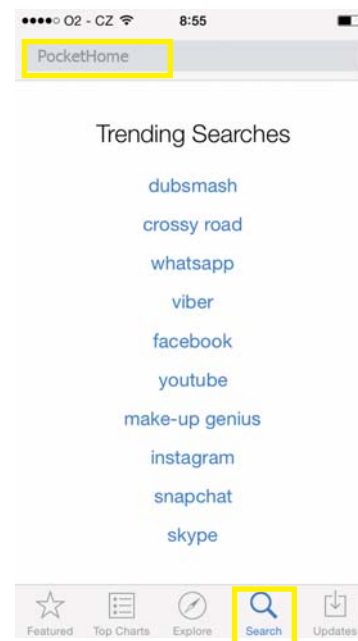 O2 - CZ 8:55
PocketHome
Trending Searches
dubsmash
crossy road
whatsapp
viber
facebook
youtube
make-up genius
instagram
snapchat
skype
Featured Top Charts Explore Search Updates